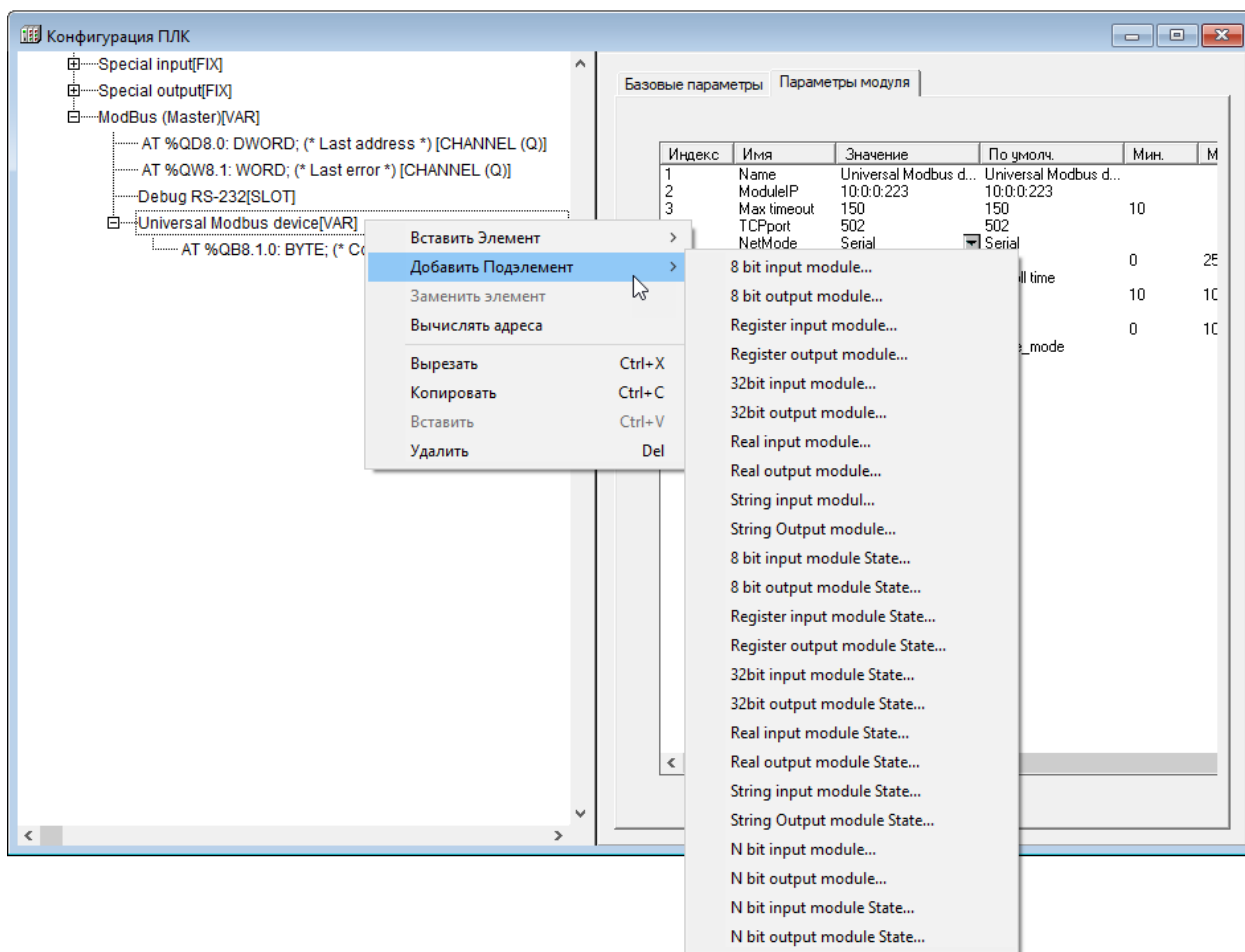 Конфигурация ПЛК
Special input[FIX]
Special output[FIX]
ModBus (Master)[VAR]
AT %QD8.0: DWORD; (* Last address *) [CHANNEL (Q)]
AT %QW8.1: WORD; (* Last error *) [CHANNEL (Q)]
Debug RS-232[SLOT]
Universal Modbus device[VAR]
AT %QB8.1.0: BYTE; (*
Вставить Элемент
Добавить Подэлемент
Заменить элемент
Вычислять адреса
Вырезать Ctrl+X
Копировать Ctrl+C
Вставить Ctrl+V
Удалить Del
Базовые параметры Параметры модуля
Индекс Имя Значение По умолч. Мин. М
1 Name Universal Modbus d... Universal Modbus d...
2 ModuleIP 10:0:0:223 10:0:0:223
3 Max timeout 150 150 10
TCPport 502 502
NetMode Serial Serial
0 25
ll time
10 10
0 10
_mode
8 bit input module...
8 bit output module...
Register input module...
Register output module...
32bit input module...
32bit output module...
Real input module...
Real output module...
String input modul...
String Output module...
8 bit input module State...
8 bit output module State...
Register input module State...
Register output module State...
32bit input module State...
32bit output module State...
Real input module State...
Real output module State...
String input module State...
String Output module State...
N bit input module...
N bit output module...
N bit input module State...
N bit output module State...